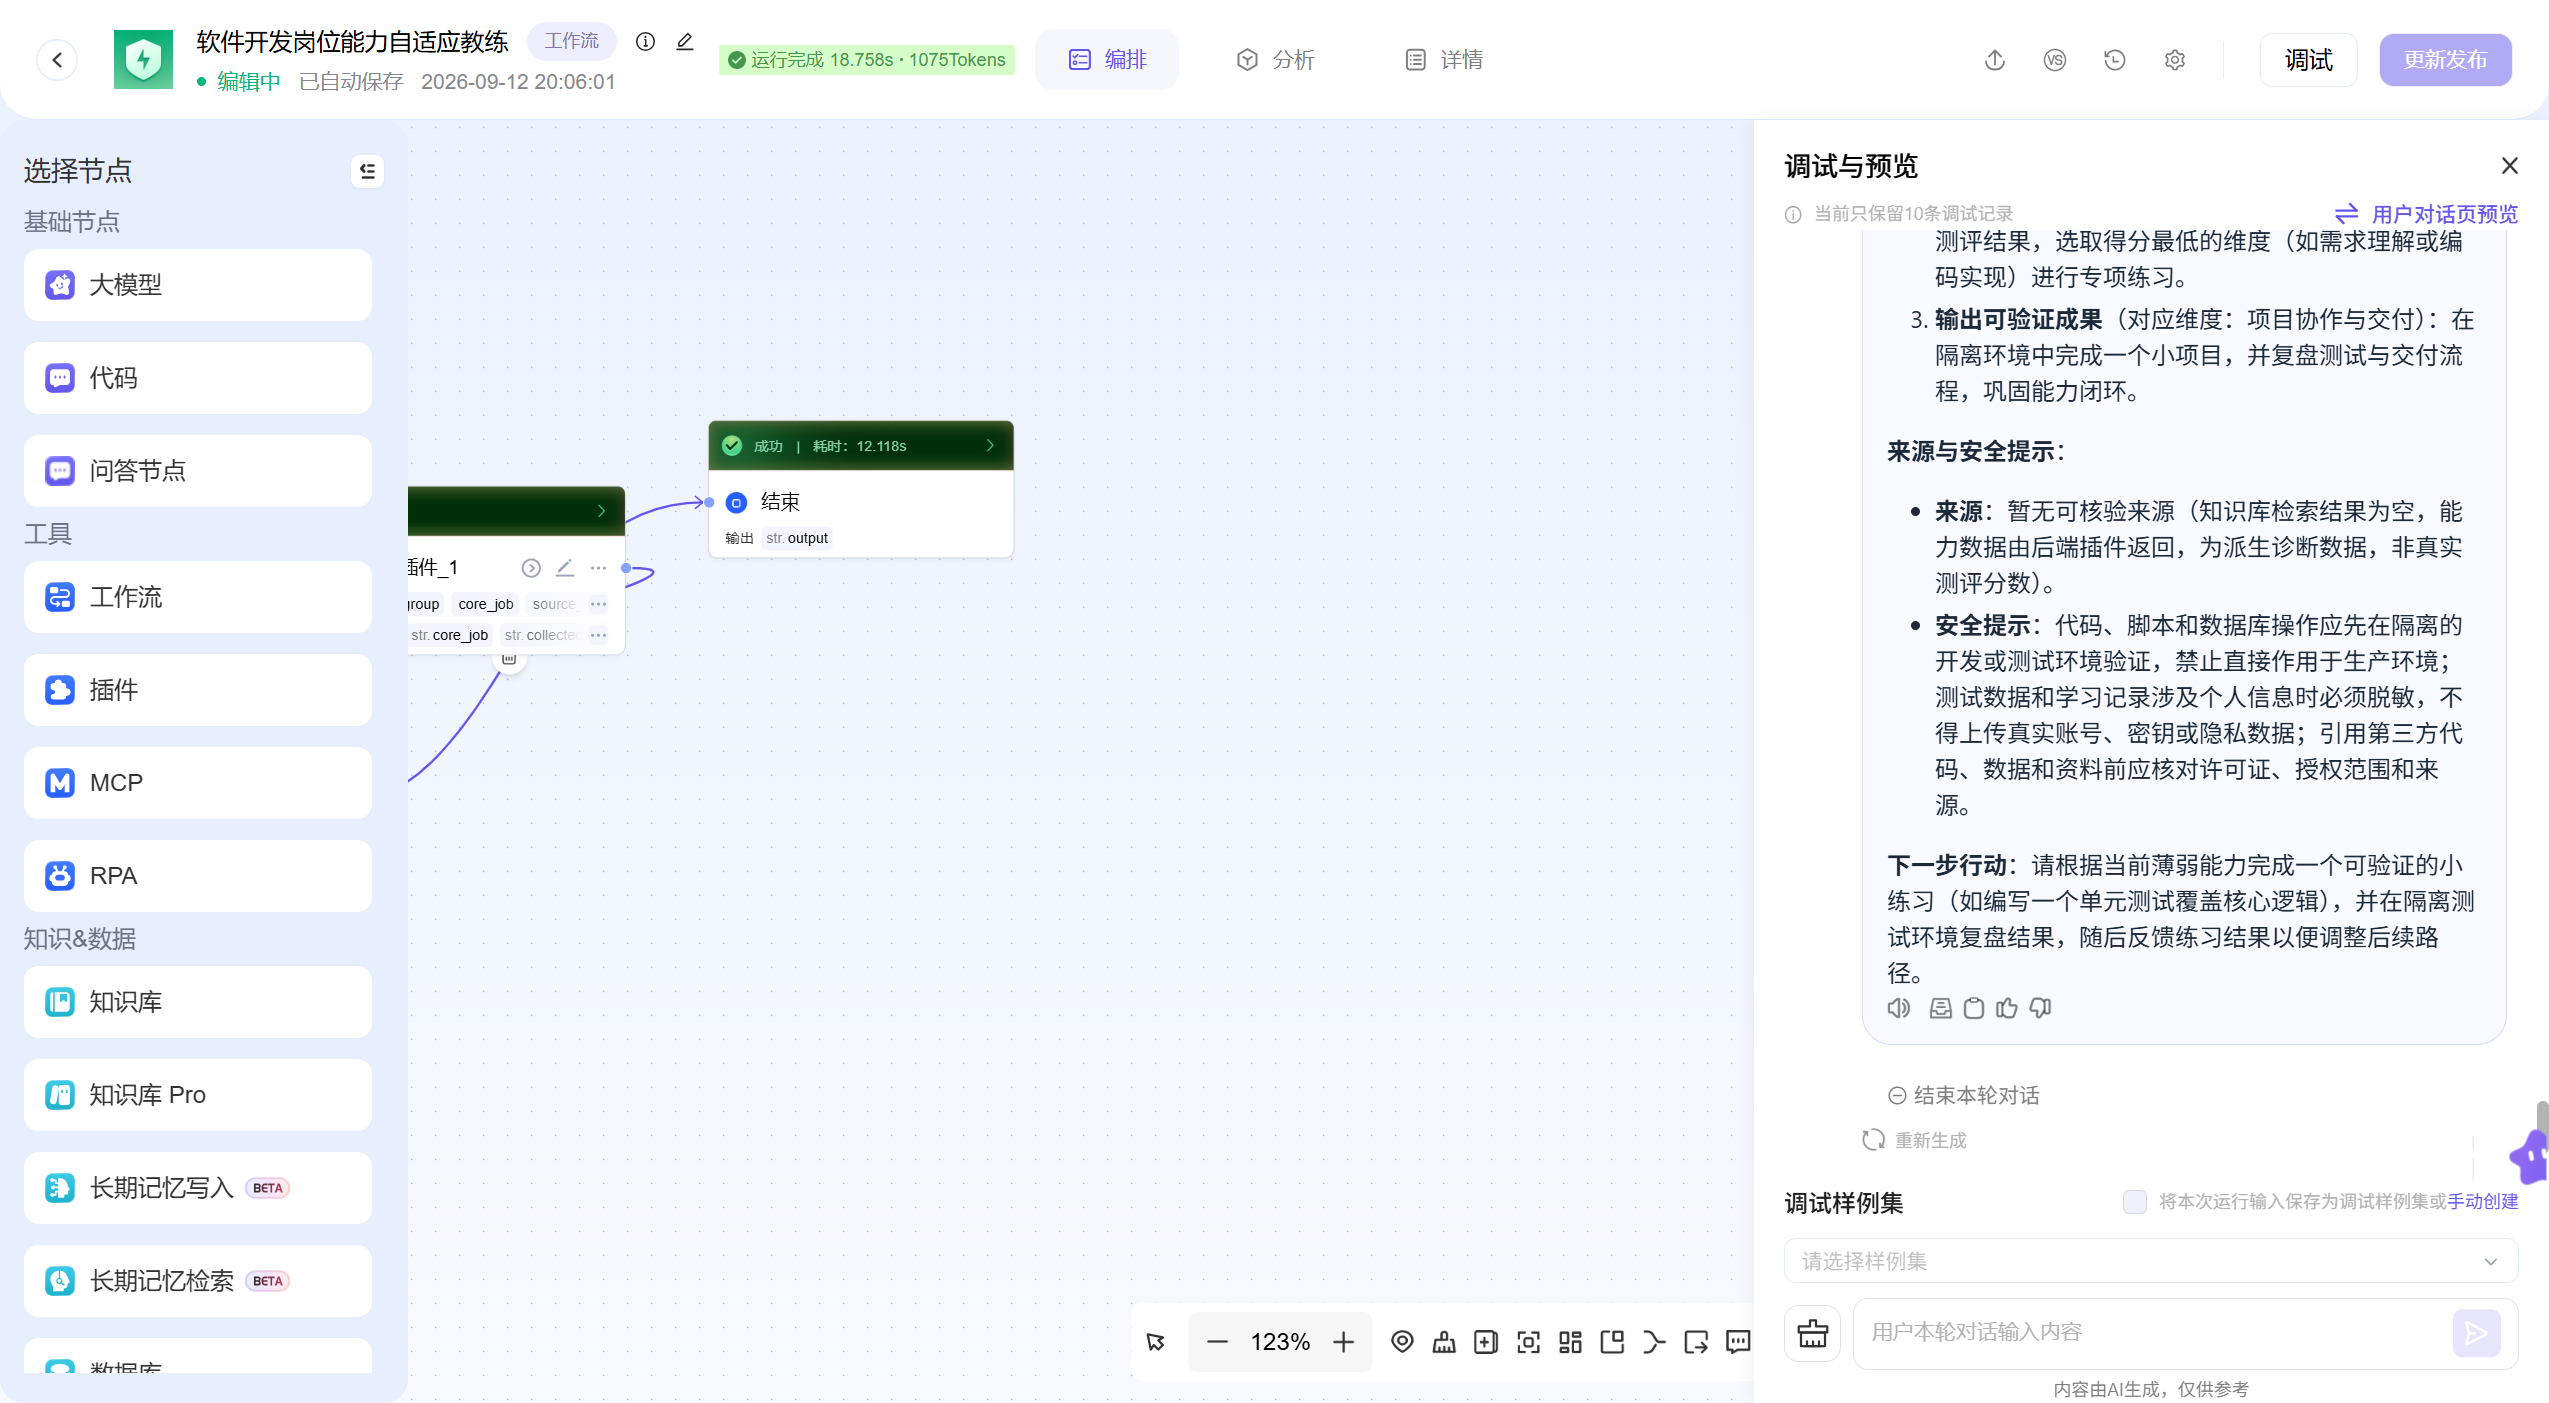 软件开发岗位能力自适应教练
工作流
编辑中 已自动保存 2026-09-12 20:06:01
运行完成 18.758s · 1075Tokens
编排
分析
详情
VS
调试
更新发布
选择节点
基础节点
大模型
代码
问答节点
工具
工作流
插件
MCP
RPA
知识&数据
知识库
知识库 Pro
长期记忆写入 BETA
长期记忆检索 BETA
数据库
插件_1
group core_job source_
str. core_job str. collected
成功 | 耗时：12.118s
结束
输出 str. output
123%
调试与预览
当前只保留10条调试记录
用户对话页预览
测评结果，选取得分最低的维度（如需求理解或编
码实现）进行专项练习。
3. 输出可验证成果（对应维度：项目协作与交付）：在
隔离环境中完成一个小项目，并复盘测试与交付流
程，巩固能力闭环。
来源与安全提示：
• 来源：暂无可核验来源（知识库检索结果为空，能
力数据由后端插件返回，为派生诊断数据，非真实
测评分数）。
• 安全提示：代码、脚本和数据库操作应先在隔离的
开发或测试环境验证，禁止直接作用于生产环境；
测试数据和学习记录涉及个人信息时必须脱敏，不
得上传真实账号、密钥或隐私数据；引用第三方代
码、数据和资料前应核对许可证、授权范围和来
源。
下一步行动：请根据当前薄弱能力完成一个可验证的小
练习（如编写一个单元测试覆盖核心逻辑），并在隔离测
试环境复盘结果，随后反馈练习结果以便调整后续路
径。
结束本轮对话
重新生成
调试样例集
将本次运行输入保存为调试样例集或手动创建
请选择样例集
用户本轮对话输入内容
内容由AI生成，仅供参考